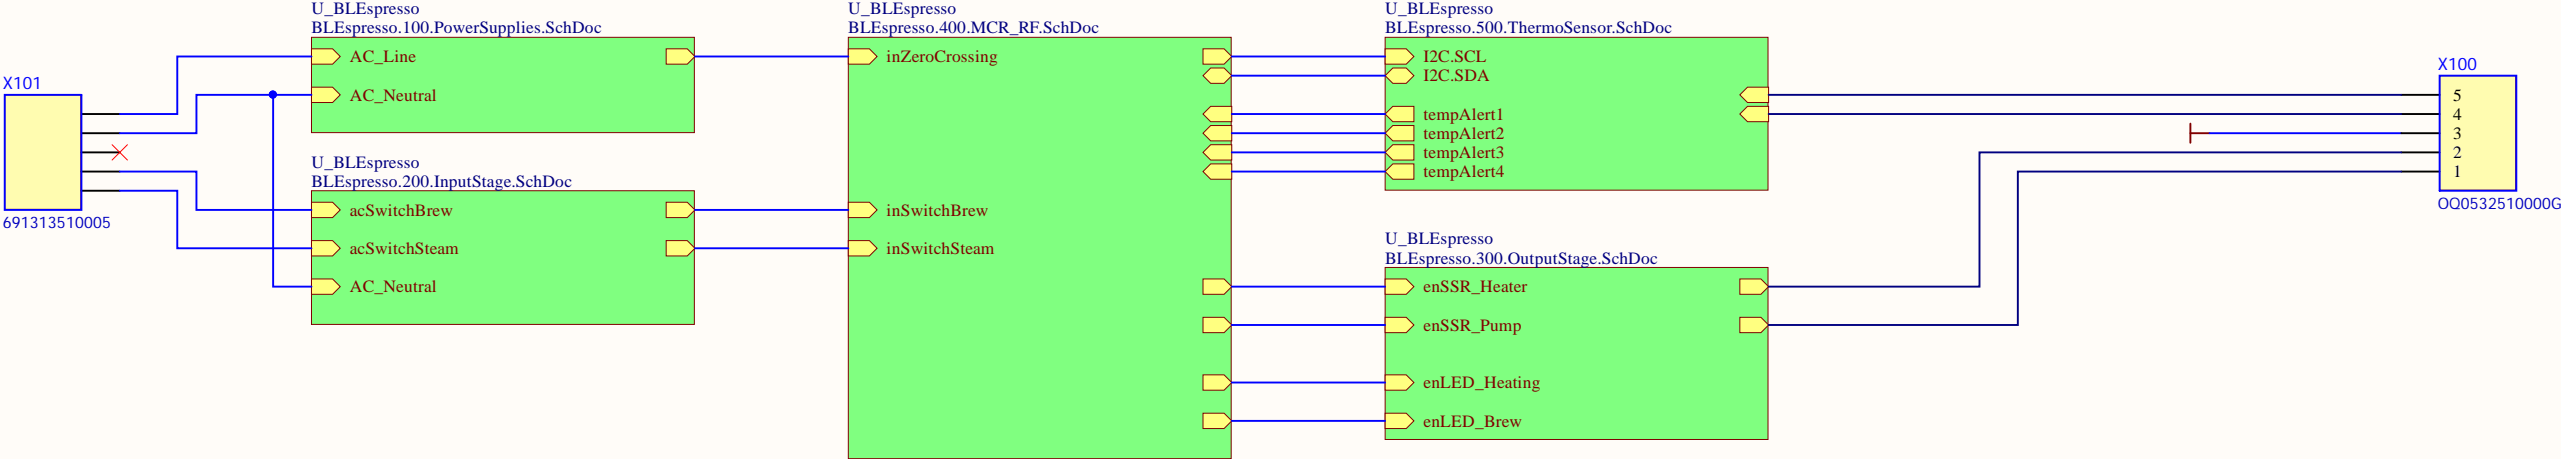 X101
691313510005
U_BLEspresso
BLEspresso.100.PowerSupplies.SchDoc
AC_Line
AC_Neutral
U_BLEspresso
BLEspresso.200.InputStage.SchDoc
acSwitchBrew
acSwitchSteam
AC_Neutral
U_BLEspresso
BLEspresso.400.MCR_RF.SchDoc
inZeroCrossing
inSwitchBrew
inSwitchSteam
U_BLEspresso
BLEspresso.500.ThermoSensor.SchDoc
I2C.SCL
I2C.SDA
tempAlert1
tempAlert2
tempAlert3
tempAlert4
U_BLEspresso
BLEspresso.300.OutputStage.SchDoc
enSSR_Heater
enSSR_Pump
enLED_Heating
enLED_Brew
X100
5
4
3
2
1
OQ0532510000G